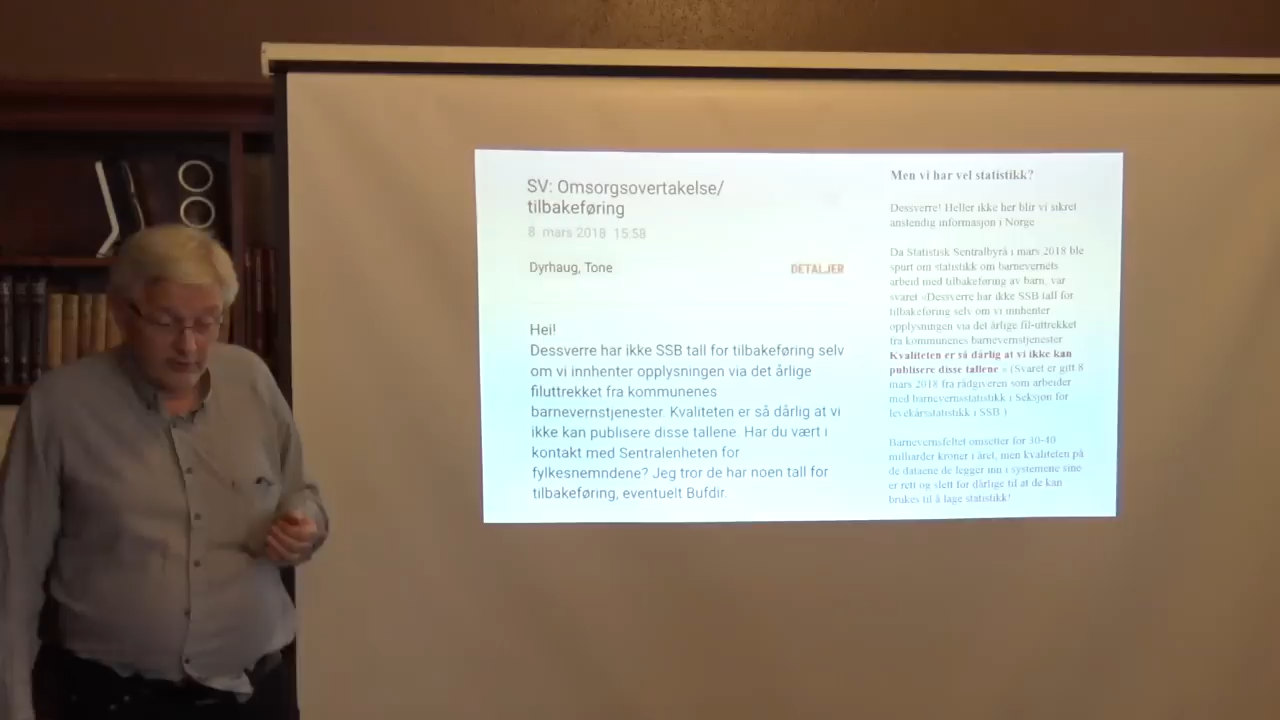 SV: Omsorgsovertakelse/
tilbakeføring
8. mars 2018 15:58
Dyrhaug, Tone
DETALJER
Hei!
Dessverre har ikke SSB tall for tilbakeføring selv
om vi innhenter opplysningen via det årlige
filuttrekket fra kommunenes
barnevernstjenester. Kvaliteten er så dårlig at vi
ikke kan publisere disse tallene. Har du vært i
kontakt med Sentralenheten for
fylkesnemndene? Jeg tror de har noen tall for
tilbakeføring, eventuelt Bufdir.
Men vi har vel statistikk?
Dessverre! Heller ikke her blir vi sikret
anstendig informasjon i Norge
Da Statistisk Sentralbyrå i mars 2018 ble
spurt om statistikk om barnevernets
arbeid med tilbakeføring av barn, var
svaret «Dessverre har ikke SSB tall for
tilbakeføring selv om vi innhenter
opplysningen via det årlige fil-uttrekket
fra kommunenes barnevernstjenester
Kvaliteten er så dårlig at vi ikke kan
publisere disse tallene » (Svaret er gitt 8
mars 2018 fra rådgiveren som arbeider
med barnevernsstatistikk i Seksjon for
levekårsstatistikk i SSB.)
Barnevernsfeltet omsetter for 30-40
milliarder kroner i året, men kvaliteten på
de dataene de legger inn i systemene sine
er rett og slett for dårlige til at de kan
brukes til å lage statistikk!